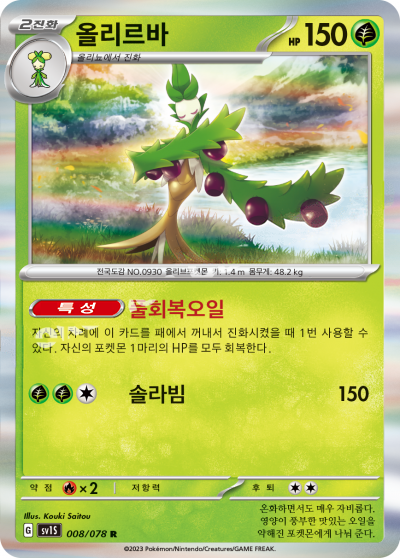 2진화 올리르바 HP 150
올리뇨에서 진화
전국도감 NO.0930 올리브포켓몬 키: 1.4 m 몸무게: 48.2 kg
특성 올회복오일
자신의 차례에 이 카드를 패에서 꺼내서 진화시켰을 때 1번 사용할 수
있다. 자신의 포켓몬 1마리의 HP를 모두 회복한다.
솔라빔 150
약점 ×2 저항력 후퇴
Illus. Kouki Saitou
G sv1S 008/078 R
온화하면서도 매우 자비롭다.
영양이 풍부한 맛있는 오일을
약해진 포켓몬에게 나눠 준다.
©2023 Pokémon/Nintendo/Creatures/GAME FREAK.